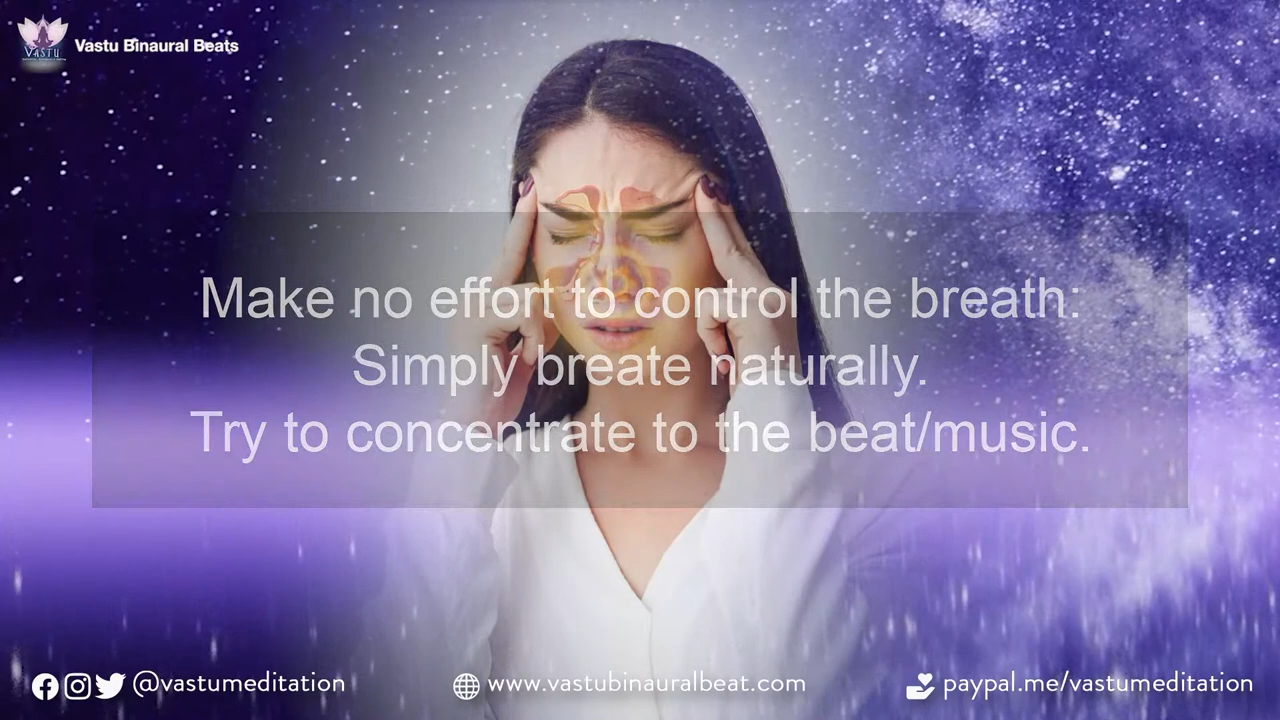 VASTU
Vastu Binaural Beats
Make no effort to control the breath:
Simply breate naturally.
Try to concentrate to the beat/music.
@vastumeditation
www.vastubinauralbeat.com
paypal.me/vastumeditation